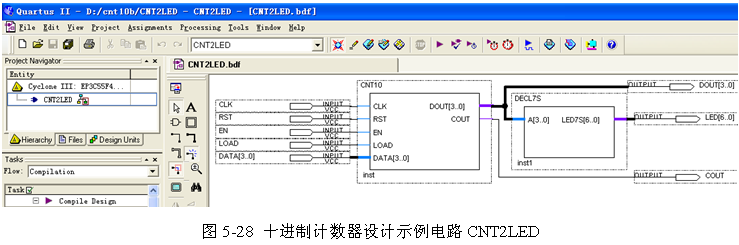 Quartus II - D:/cnt10b/CNT2LED - CNT2LED - [CNT2LED.bdf]
File Edit View Project Assignments Processing Tools Window Help
CNT2LED
Project Navigator
Entity
Cyclone III: EP3C55F4...
CNT2LED
Hierarchy Files Design Units
Tasks
Flow: Compilation
Task
Compile Design
CNT2LED.bdf
CLK INPUT VCC
RST INPUT VCC
EN INPUT VCC
LOAD INPUT VCC
DATA[3..0] INPUT VCC
CNT10
CLK DOUT[3..0]
RST COUT
EN
LOAD
DATA[3..0]
inst
DECL7S
A[3..0] LED7S[6..0]
inst1
OUTPUT DOUT[3..0]
OUTPUT LED[6..0]
OUTPUT COUT
图 5-28 十进制计数器设计示例电路 CNT2LED